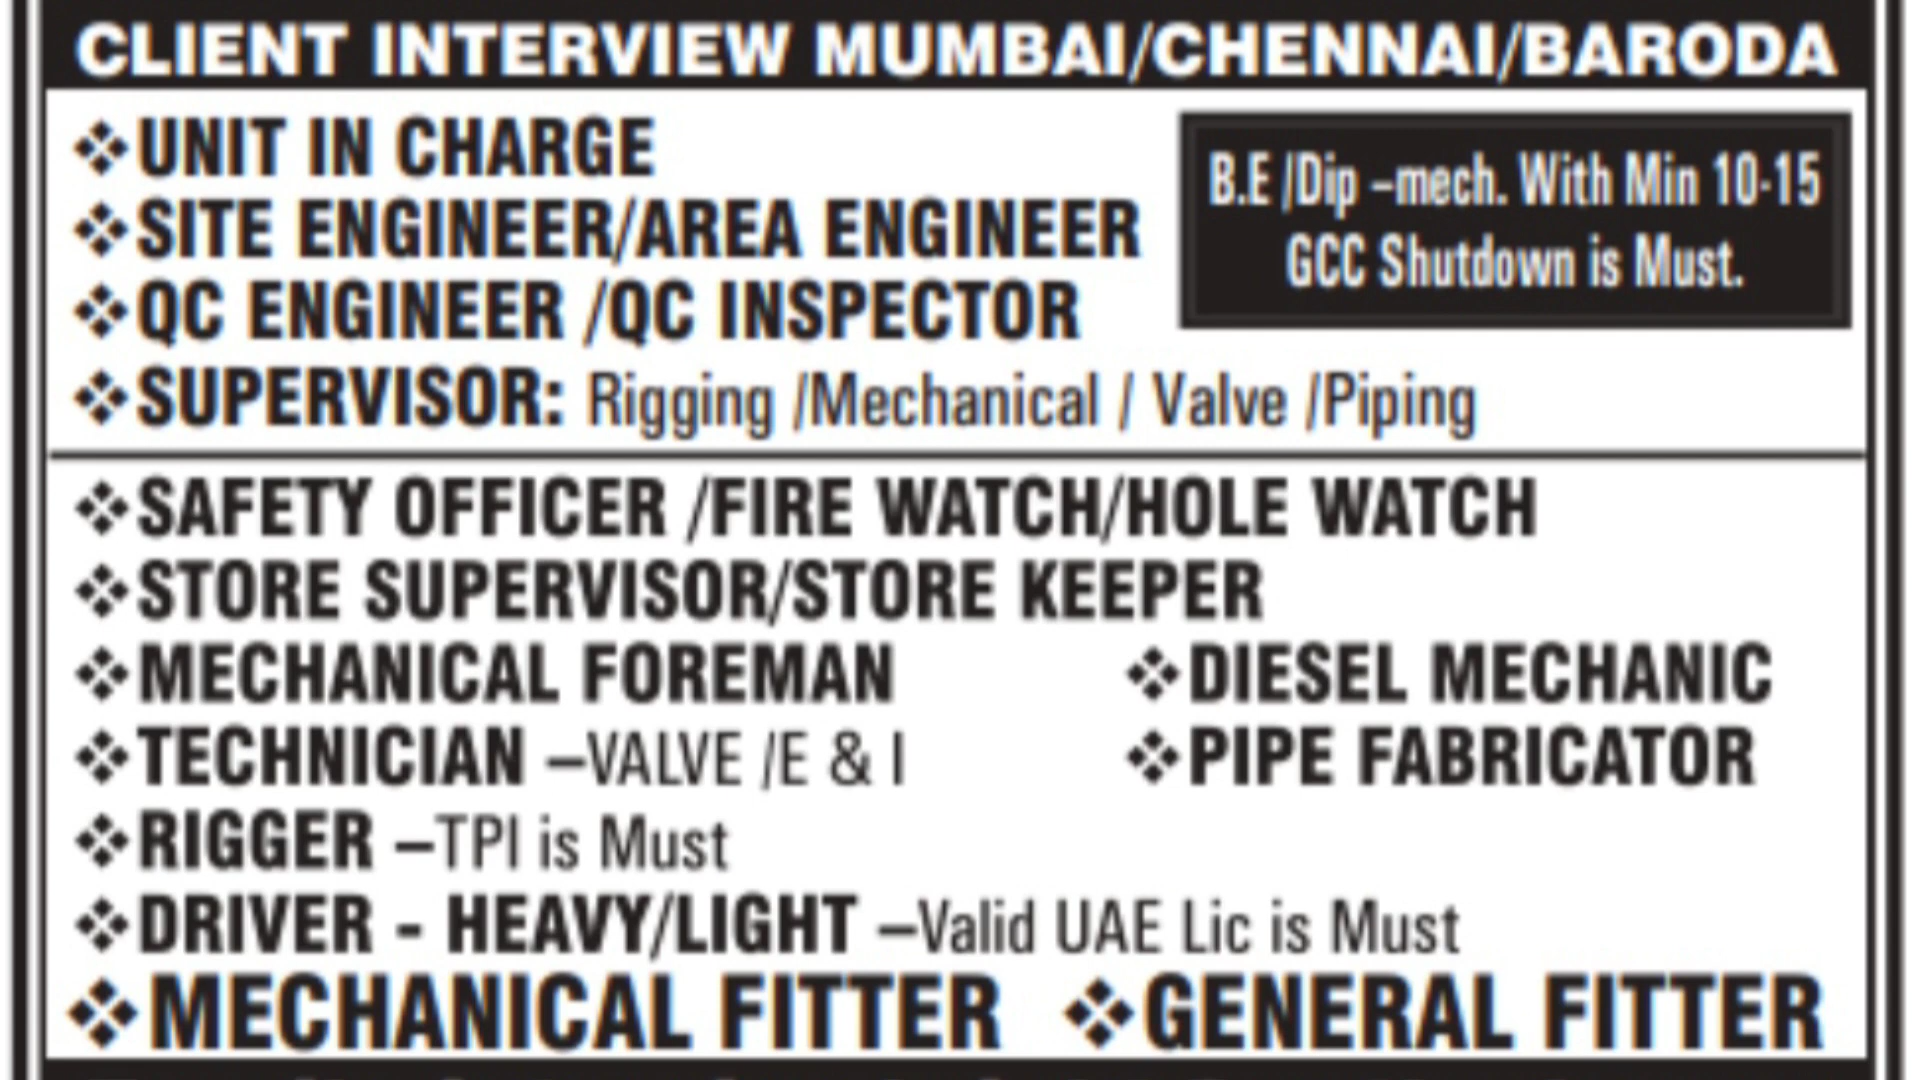 CLIENT INTERVIEW MUMBAI/CHENNAI/BARODA
❖UNIT IN CHARGE
❖SITE ENGINEER/AREA ENGINEER
❖QC ENGINEER /QC INSPECTOR
B.E /Dip –mech. With Min 10-15
GCC Shutdown is Must.
❖SUPERVISOR: Rigging /Mechanical / Valve /Piping
❖SAFETY OFFICER /FIRE WATCH/HOLE WATCH
❖STORE SUPERVISOR/STORE KEEPER
❖MECHANICAL FOREMAN ❖DIESEL MECHANIC
❖TECHNICIAN –VALVE /E & I ❖PIPE FABRICATOR
❖RIGGER –TPI is Must
❖DRIVER - HEAVY/LIGHT –Valid UAE Lic is Must
❖MECHANICAL FITTER ❖GENERAL FITTER